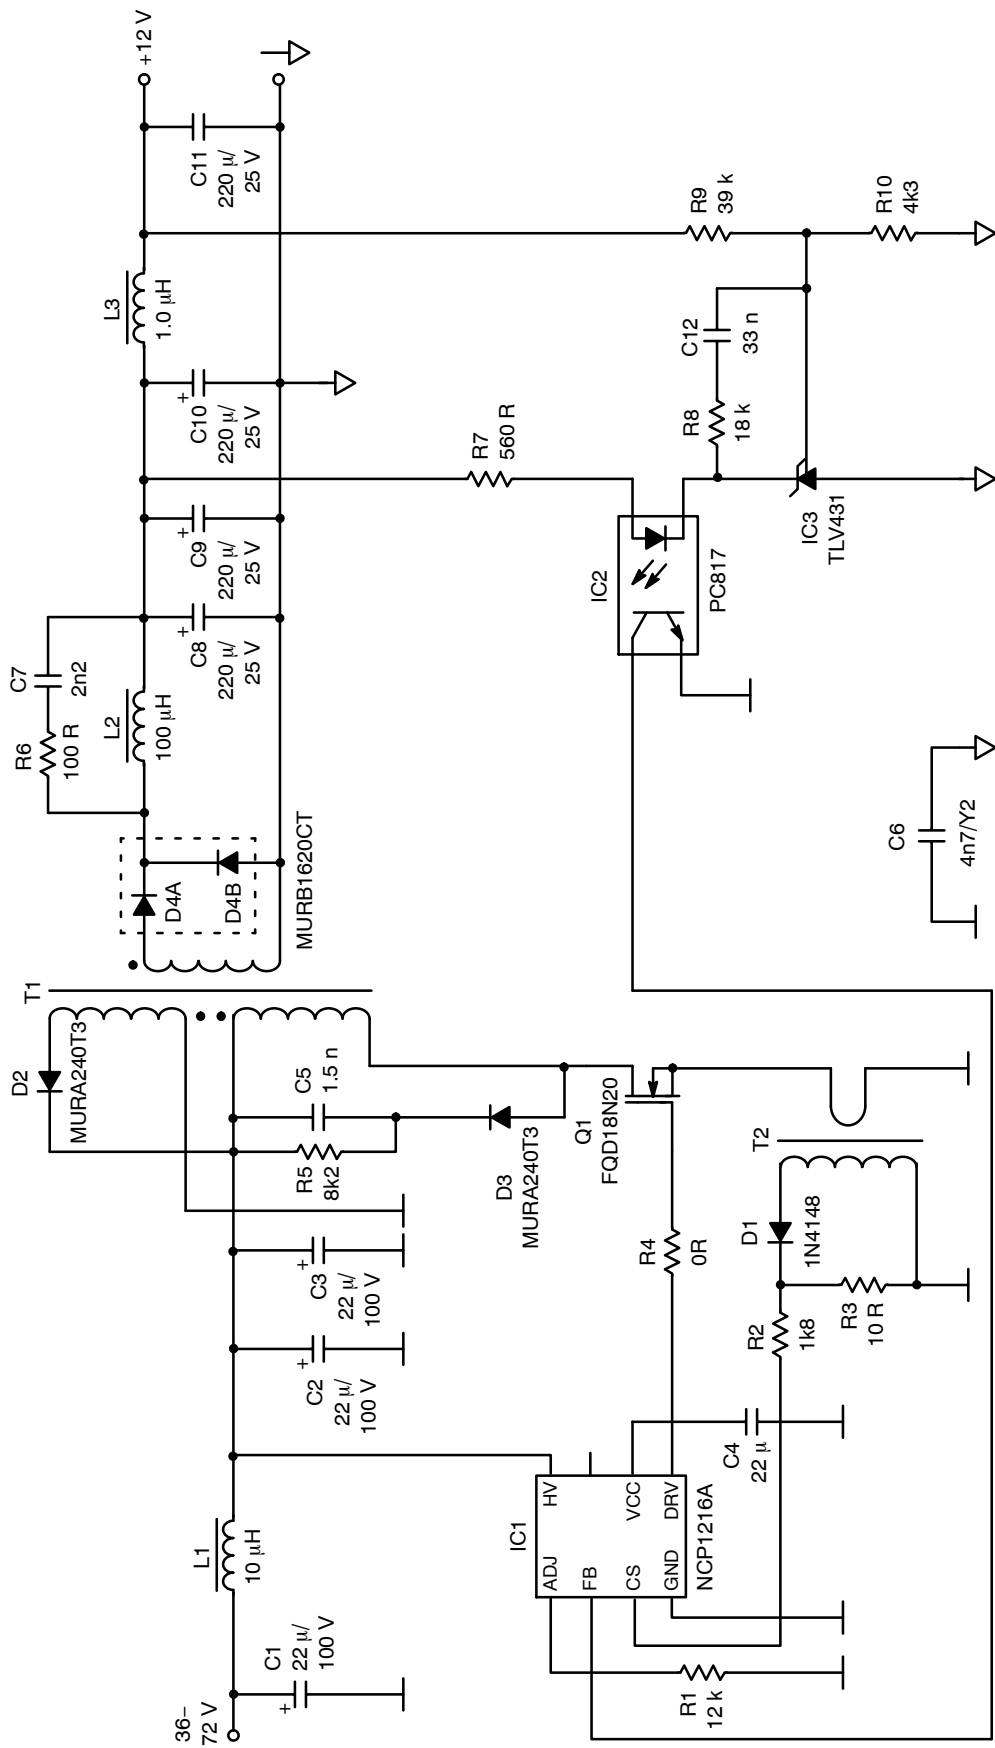 36–
72 V
C1
22 μ/
100 V
L1
10 μH
C2
22 μ/
100 V
C3
22 μ/
100 V
R5
8k2
C5
1.5 n
D2
MURA240T3
T1
D3
MURA240T3
Q1
FQD18N20
D4A
D4B
MURB1620CT
R6
100 R
C7
2n2
L2
100 μH
+
C8
220 μ/
25 V
+
C9
220 μ/
25 V
+
C10
220 μ/
25 V
L3
1.0 μH
C11
220 μ/
25 V
+12 V
R7
560 R
IC2
PC817
R8
18 k
C12
33 n
R9
39 k
R10
4k3
IC3
TLV431
C6
4n7/Y2
IC1
ADJ
HV
FB
CS
VCC
GND
DRV
NCP1216A
R1
12 k
C4
22 μ
R4
0R
R2
1k8
D1
1N4148
R3
10 R
T2
+
+
+